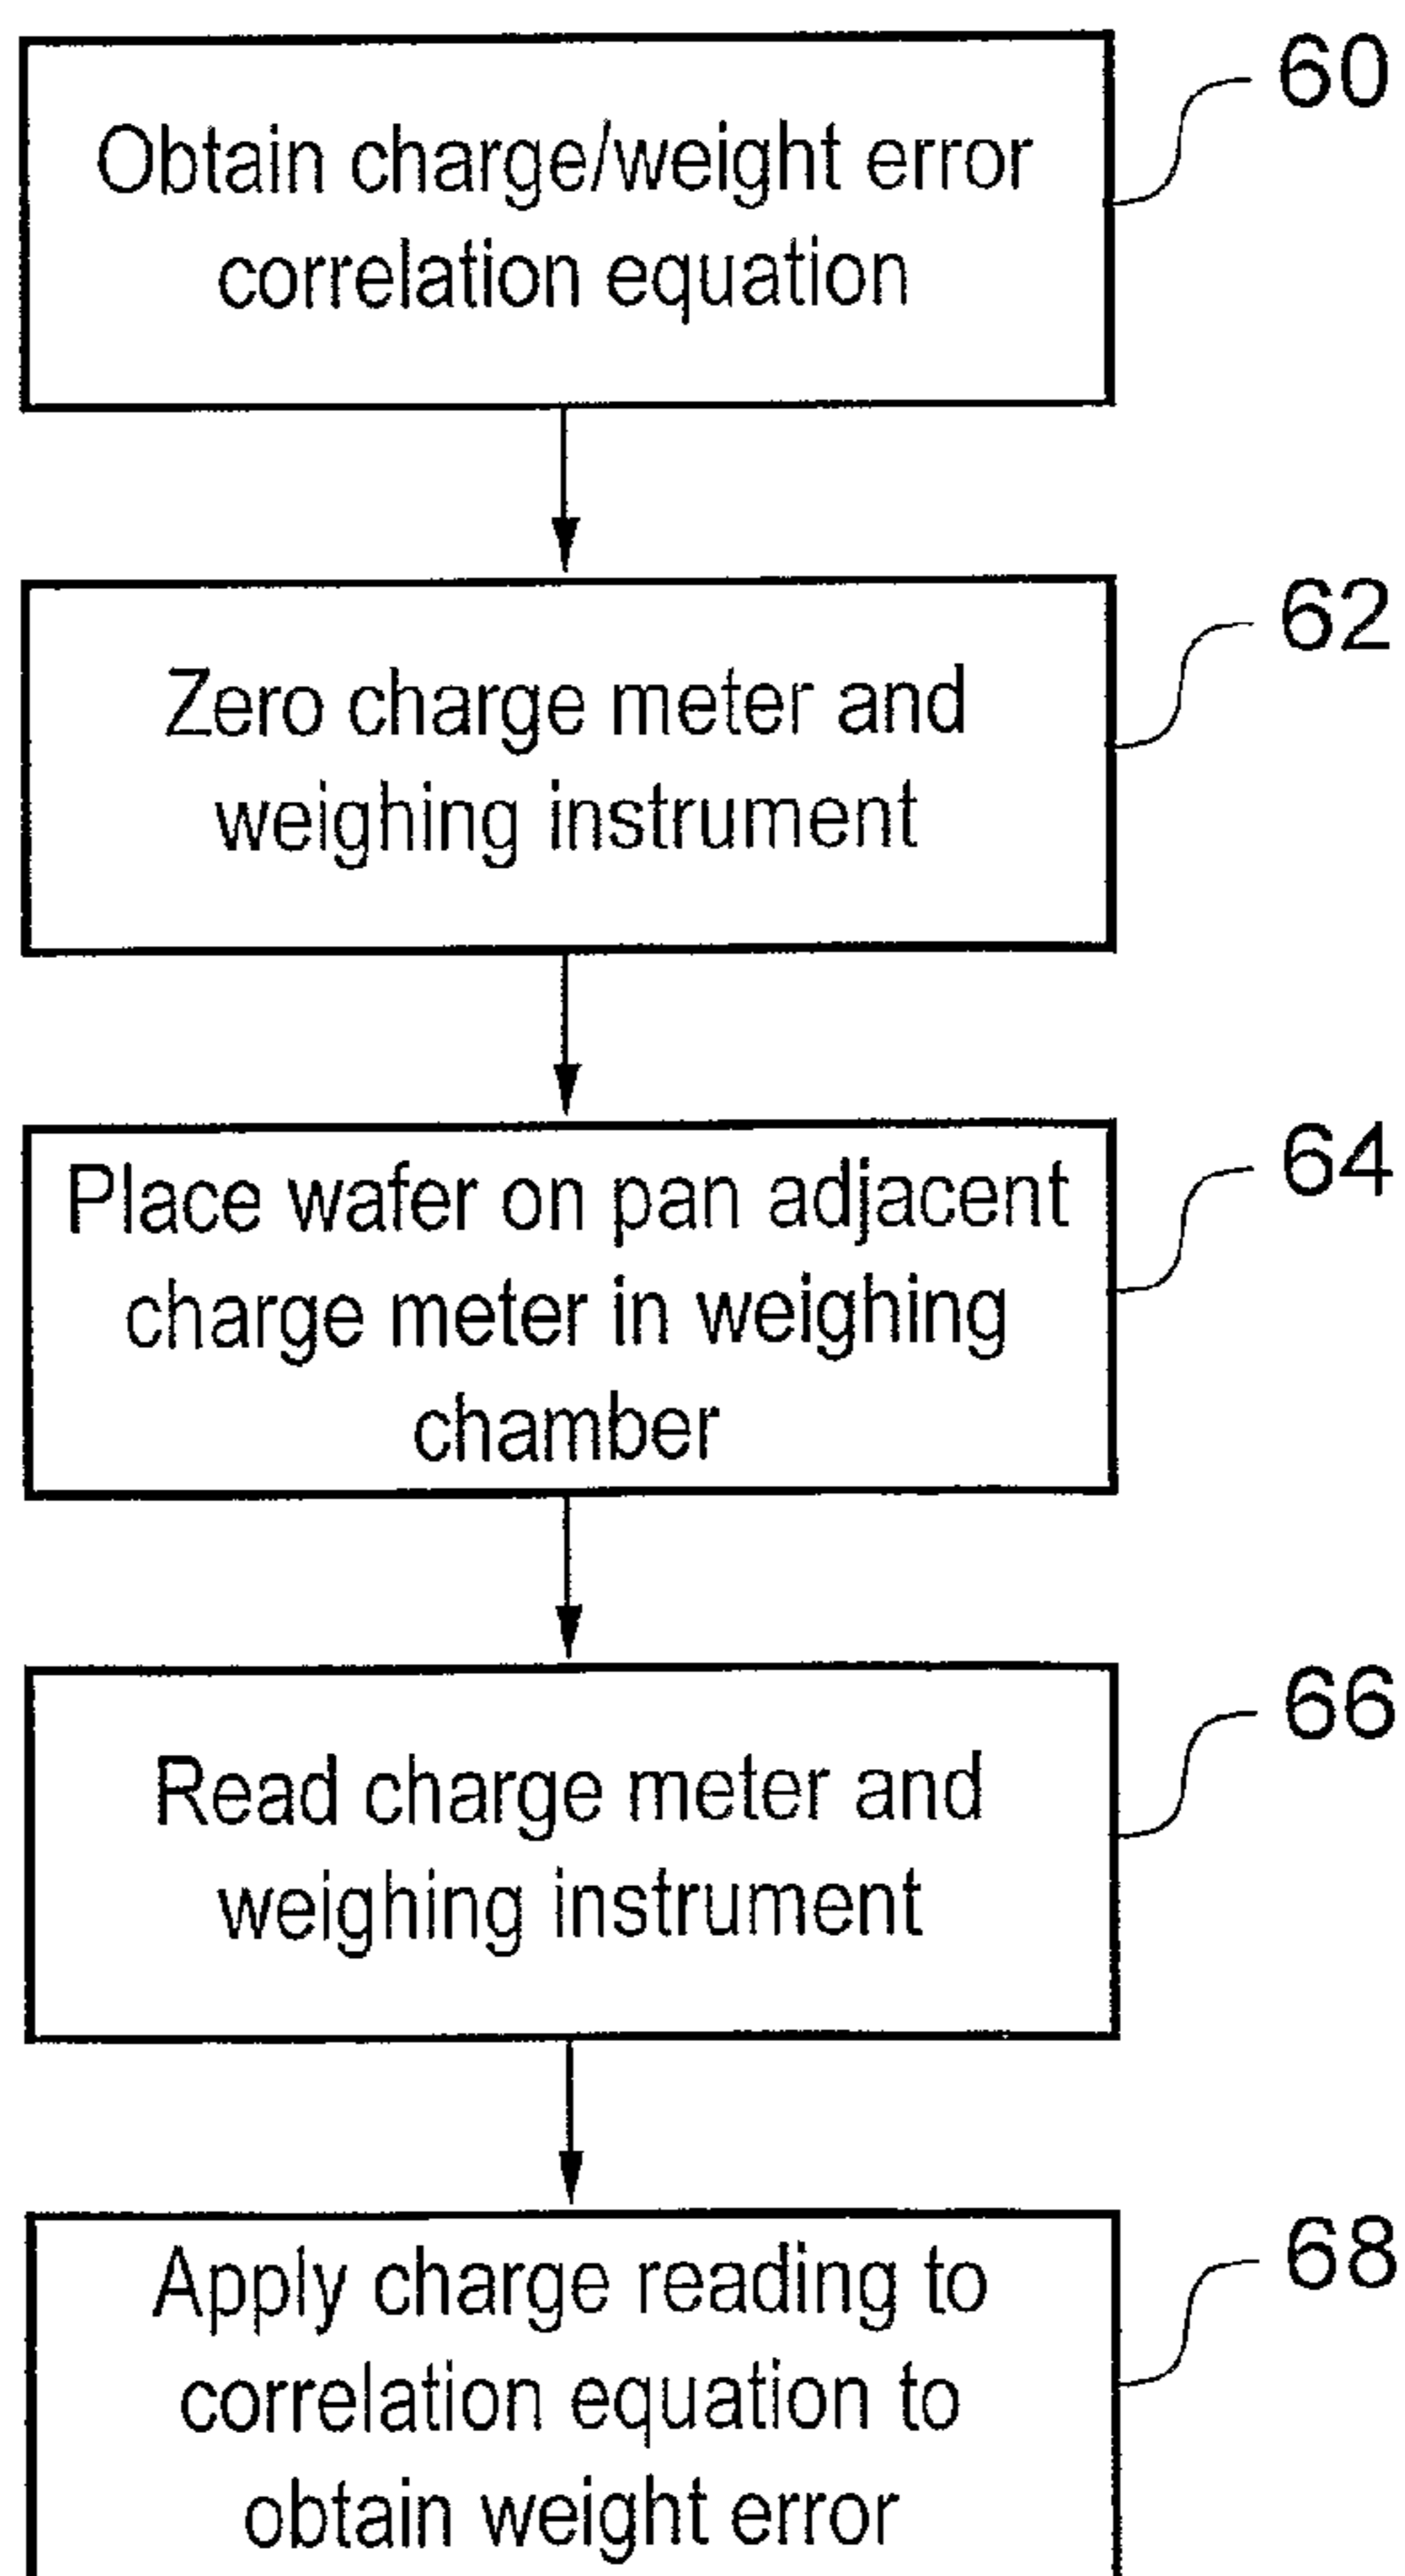 Obtain charge/weight error
correlation equation
60
Zero charge meter and
weighing instrument
62
Place wafer on pan adjacent
charge meter in weighing
chamber
64
Read charge meter and
weighing instrument
66
Apply charge reading to
correlation equation to
obtain weight error
68